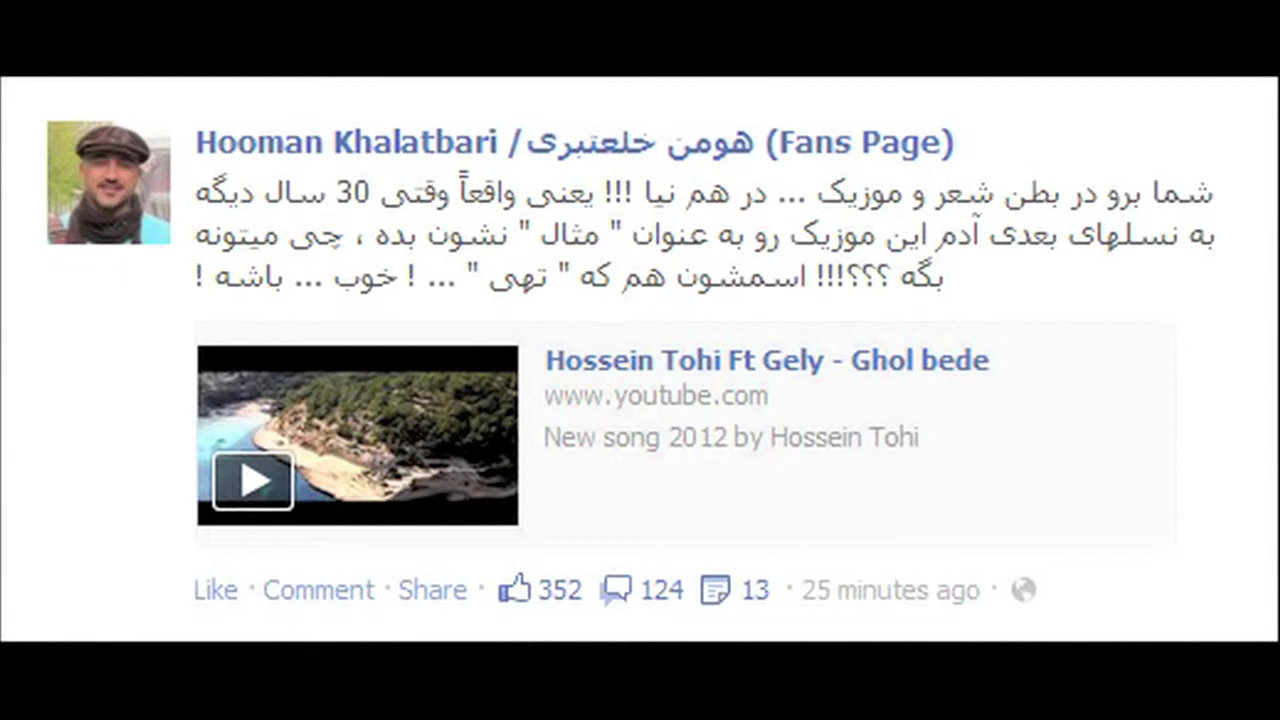 Hooman Khalatbari / هومن خلعتبری (Fans Page)
شما برو در بطن شعر و موزیک ... در هم نیا !!! یعنی واقعاً وقتی 30 سال دیگه
به نسلهای بعدی آدم این موزیک رو به عنوان " مثال " نشون بده ، چی میتونه
بگه ؟؟؟!!! اسمشون هم که " تهی " ... ! خوب ... باشه !
Hossein Tohi Ft Gely - Ghol bede
www.youtube.com
New song 2012 by Hossein Tohi
Like · Comment · Share · 352 124 13 · 25 minutes ago ·